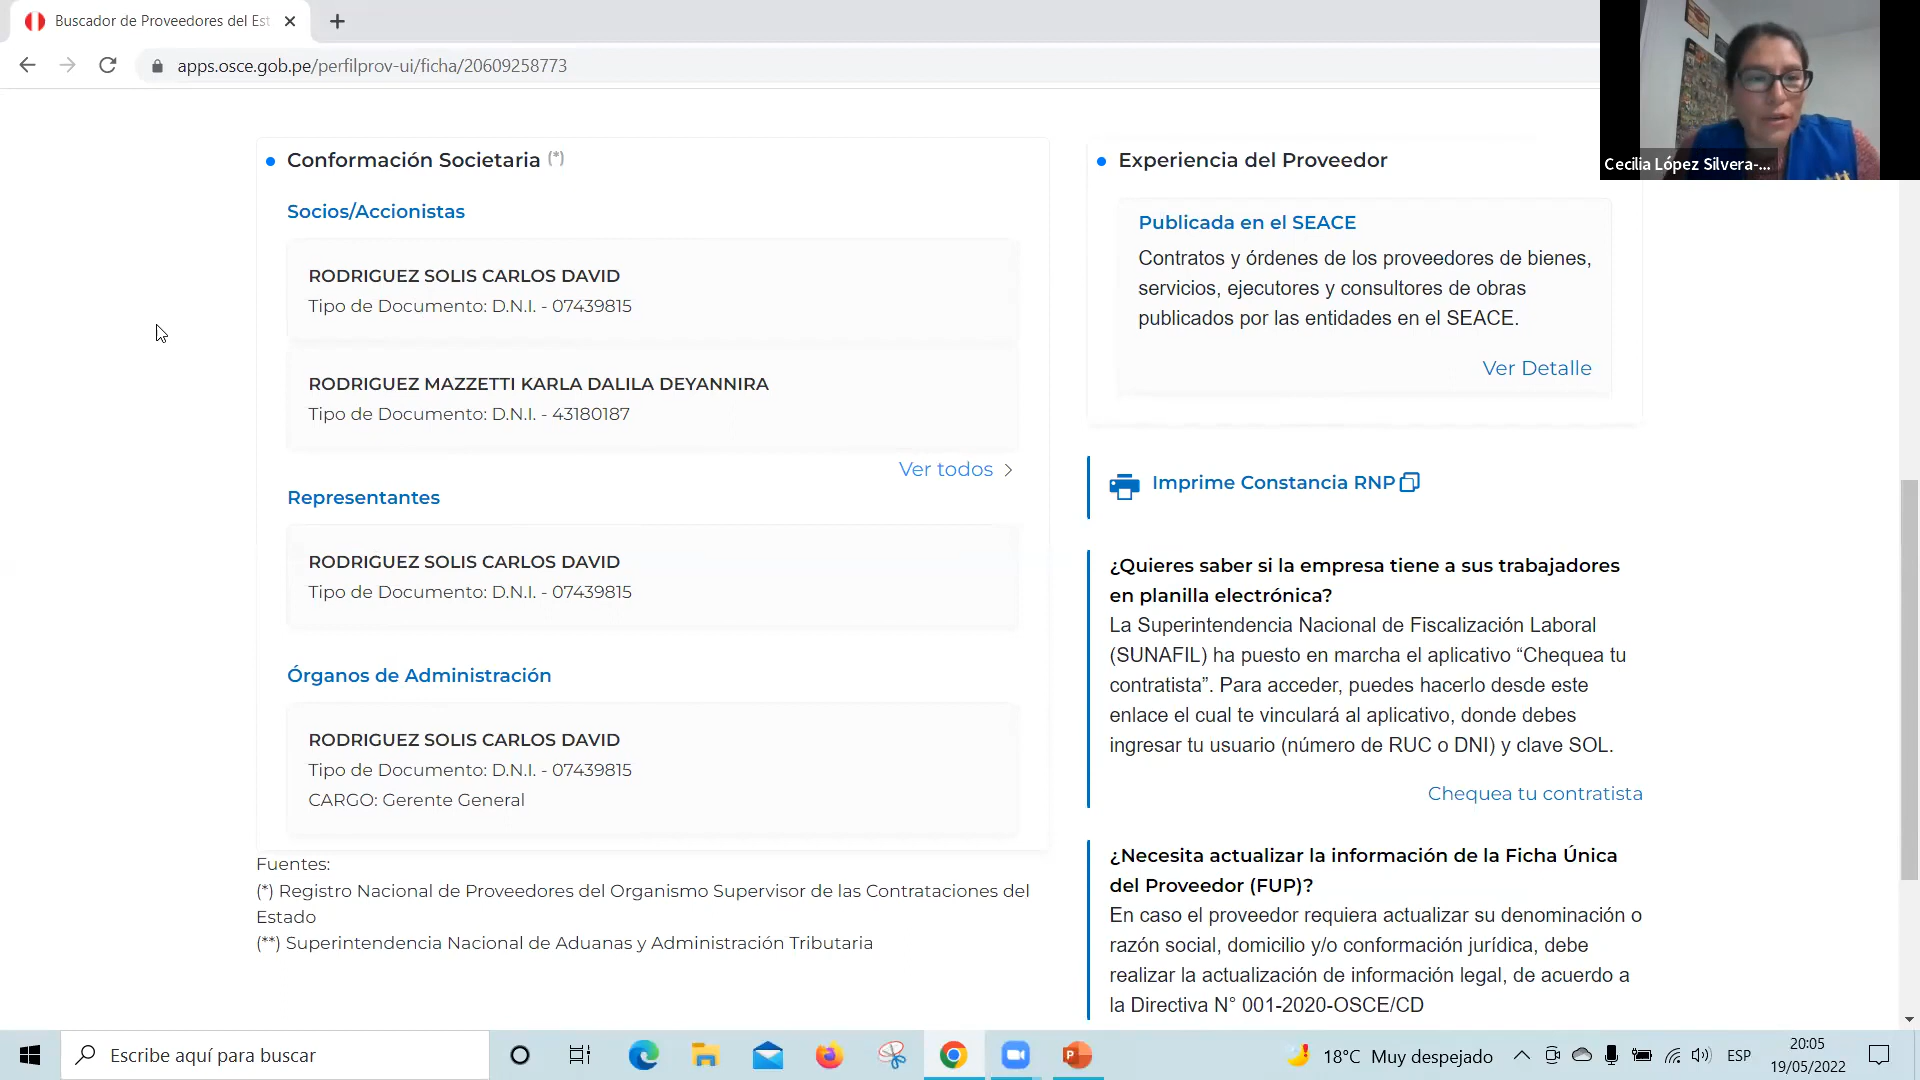 Buscador de Proveedores del Est
apps.osce.gob.pe/perfilprov-ui/ficha/20609258773
Cecilia López Silvera-...
Conformación Societaria (*)
Socios/Accionistas
RODRIGUEZ SOLIS CARLOS DAVID
Tipo de Documento: D.N.I. - 07439815
RODRIGUEZ MAZZETTI KARLA DALILA DEYANNIRA
Tipo de Documento: D.N.I. - 43180187
Ver todos
Representantes
RODRIGUEZ SOLIS CARLOS DAVID
Tipo de Documento: D.N.I. - 07439815
Órganos de Administración
RODRIGUEZ SOLIS CARLOS DAVID
Tipo de Documento: D.N.I. - 07439815
CARGO: Gerente General
Fuentes:
(*) Registro Nacional de Proveedores del Organismo Supervisor de las Contrataciones del
Estado
(**) Superintendencia Nacional de Aduanas y Administración Tributaria
Experiencia del Proveedor
Publicada en el SEACE
Contratos y órdenes de los proveedores de bienes,
servicios, ejecutores y consultores de obras
publicados por las entidades en el SEACE.
Ver Detalle
Imprime Constancia RNP
¿Quieres saber si la empresa tiene a sus trabajadores
en planilla electrónica?
La Superintendencia Nacional de Fiscalización Laboral
(SUNAFIL) ha puesto en marcha el aplicativo “Chequea tu
contratista”. Para acceder, puedes hacerlo desde este
enlace el cual te vinculará al aplicativo, donde debes
ingresar tu usuario (número de RUC o DNI) y clave SOL.
Chequea tu contratista
¿Necesita actualizar la información de la Ficha Única
del Proveedor (FUP)?
En caso el proveedor requiera actualizar su denominación o
razón social, domicilio y/o conformación jurídica, debe
realizar la actualización de información legal, de acuerdo a
la Directiva N° 001-2020-OSCE/CD
Escribe aquí para buscar
18°C Muy despejado
ESP
20:05
19/05/2022